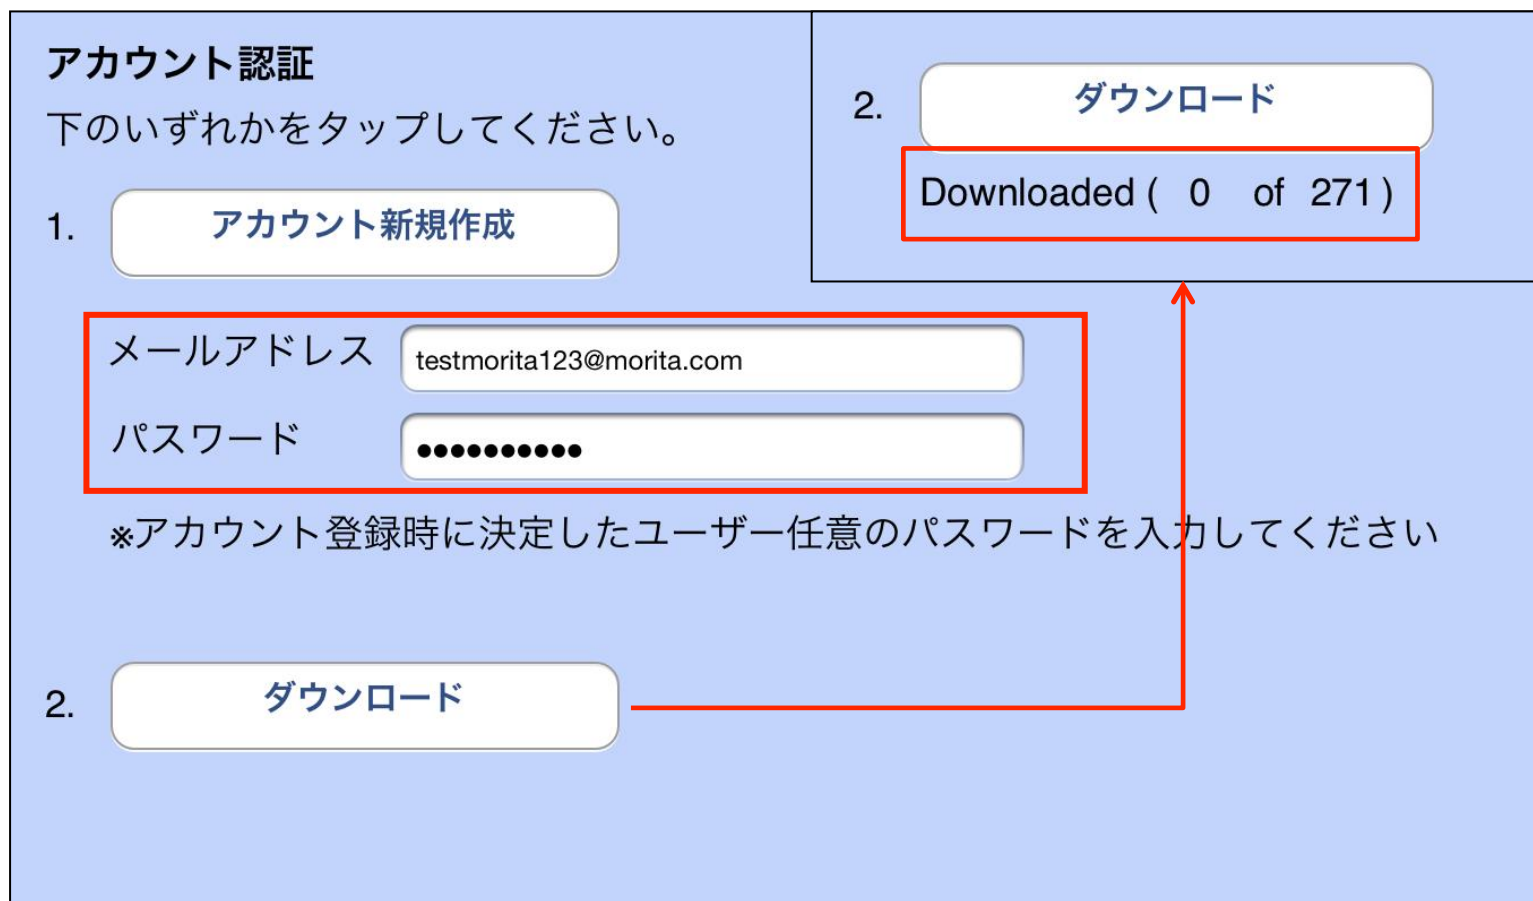 アカウント認証
下のいずれかをタップしてください。
1. アカウント新規作成
メールアドレス testmorita123@morita.com
パスワード ●●●●●●●●●●
※アカウント登録時に決定したユーザー任意のパスワードを入力してください
2. ダウンロード
2. ダウンロード
Downloaded ( 0 of 271 )